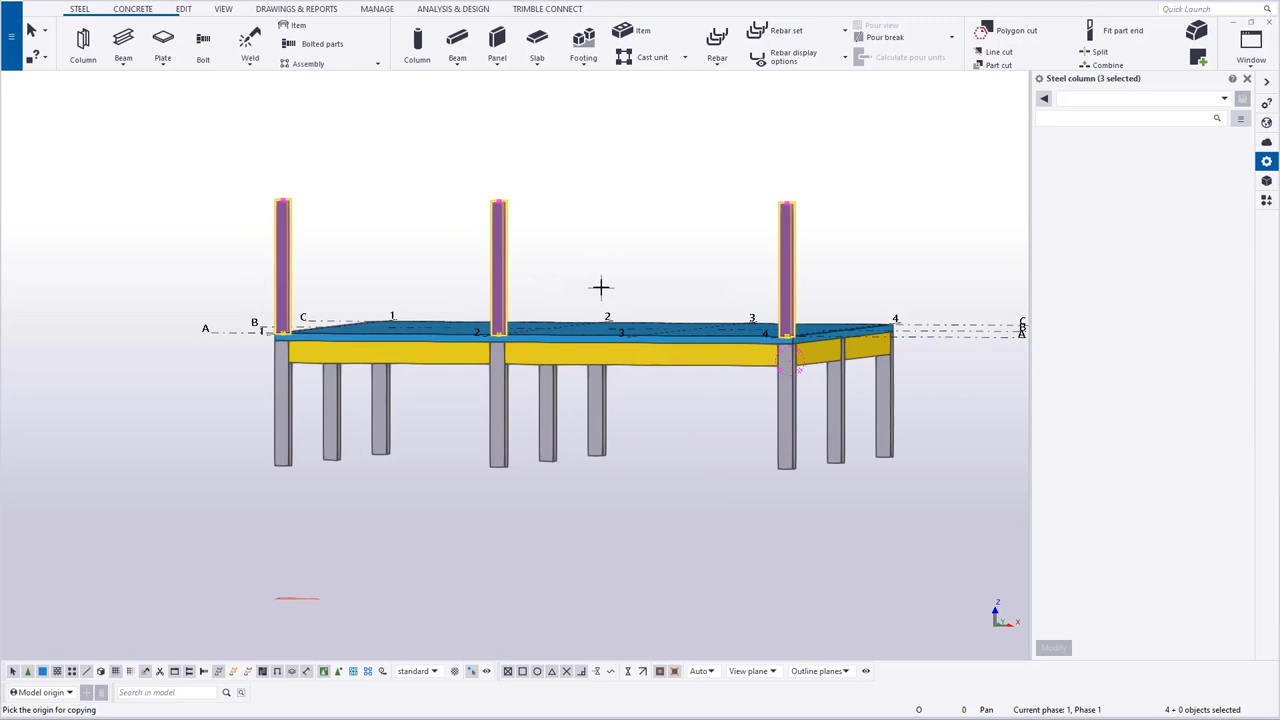 STEEL CONCRETE EDIT VIEW DRAWINGS & REPORTS MANAGE ANALYSIS & DESIGN TRIMBLE CONNECT Quick Launch
Item Item Rebar set Pour view Polygon cut Fit part end
Pour break
Bolted parts Line cut Split
Column Beam Plate Bolt Weld Column Beam Panel Slab Footing Cast unit Rebar Rebar display options Calculate pour units Window
Assembly Part cut Combine
Steel column (3 selected)
C 1 2 3 4
B C
A 1 2 3 4 B
A
Z
Y X
Modify
standard Auto View plane Outline planes
Model origin Search in model
Pick the origin for copying O 0 Pan Current phase: 1, Phase 1 4 + 0 objects selected